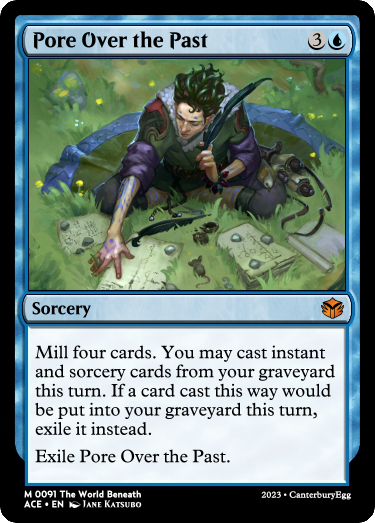 Pore Over the Past 3
Sorcery
Mill four cards. You may cast instant
and sorcery cards from your graveyard
this turn. If a card cast this way would
be put into your graveyard this turn,
exile it instead.
Exile Pore Over the Past.
M 0091 The World Beneath
ACE • EN Jane Katsubo
2023 • CanterburyEgg